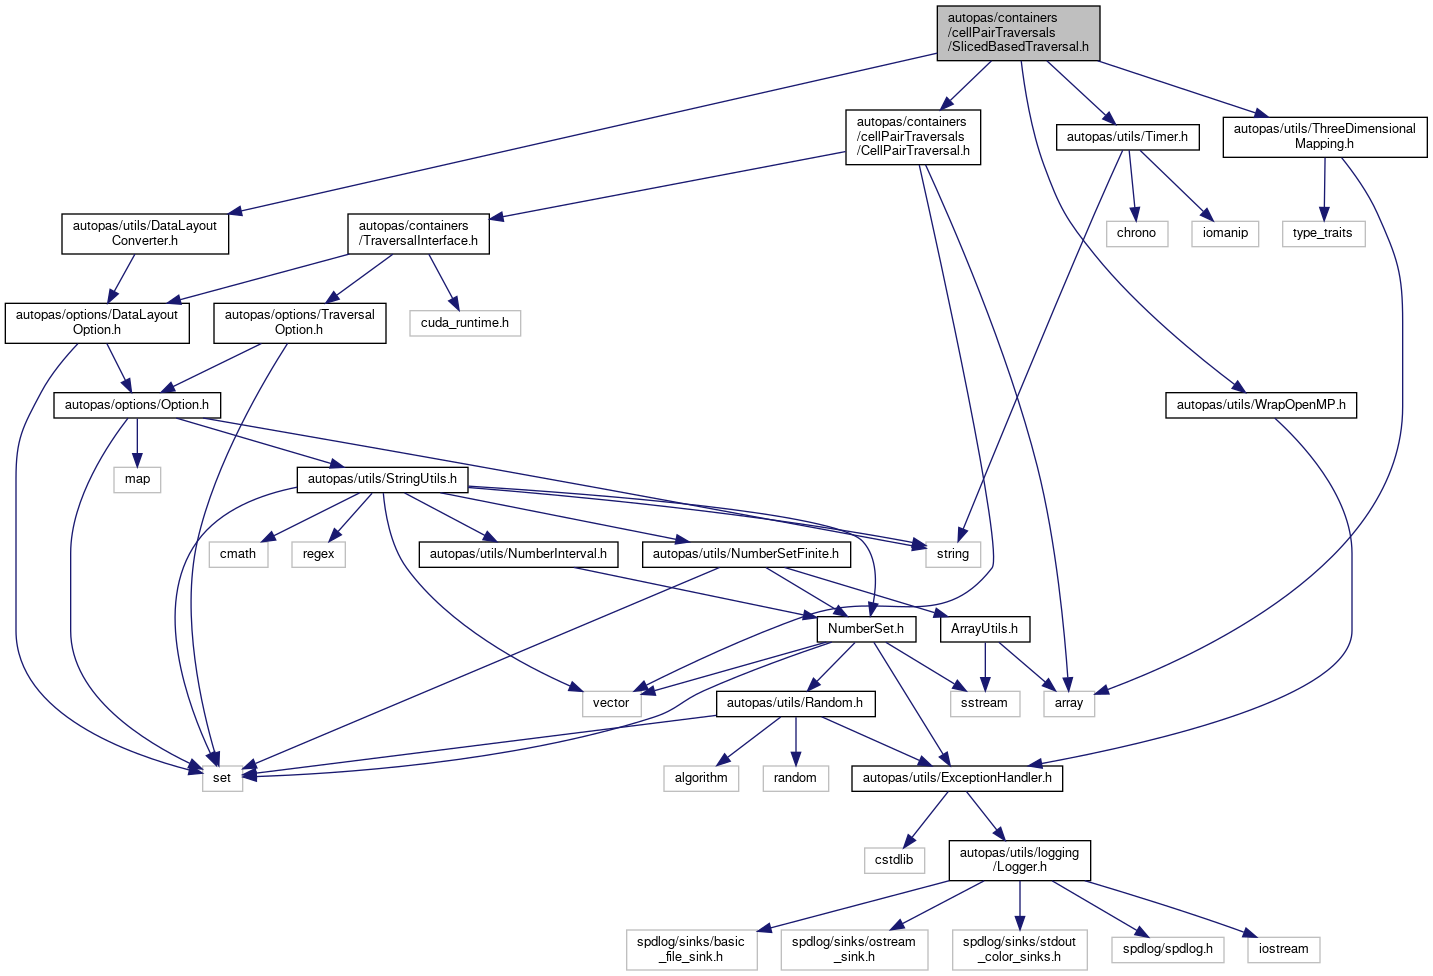 autopas/containers
/cellPairTraversals
/SlicedBasedTraversal.h
autopas/containers
/cellPairTraversals
/CellPairTraversal.h
autopas/utils/Timer.h
autopas/utils/ThreeDimensional
Mapping.h
autopas/utils/DataLayout
Converter.h
autopas/containers
/TraversalInterface.h
chrono
iomanip
type_traits
autopas/options/DataLayout
Option.h
autopas/options/Traversal
Option.h
cuda_runtime.h
autopas/options/Option.h
autopas/utils/WrapOpenMP.h
map
autopas/utils/StringUtils.h
cmath
regex
autopas/utils/NumberInterval.h
autopas/utils/NumberSetFinite.h
string
NumberSet.h
ArrayUtils.h
vector
autopas/utils/Random.h
sstream
array
set
algorithm
random
autopas/utils/ExceptionHandler.h
cstdlib
autopas/utils/logging
/Logger.h
spdlog/sinks/basic
_file_sink.h
spdlog/sinks/ostream
_sink.h
spdlog/sinks/stdout
_color_sinks.h
spdlog/spdlog.h
iostream